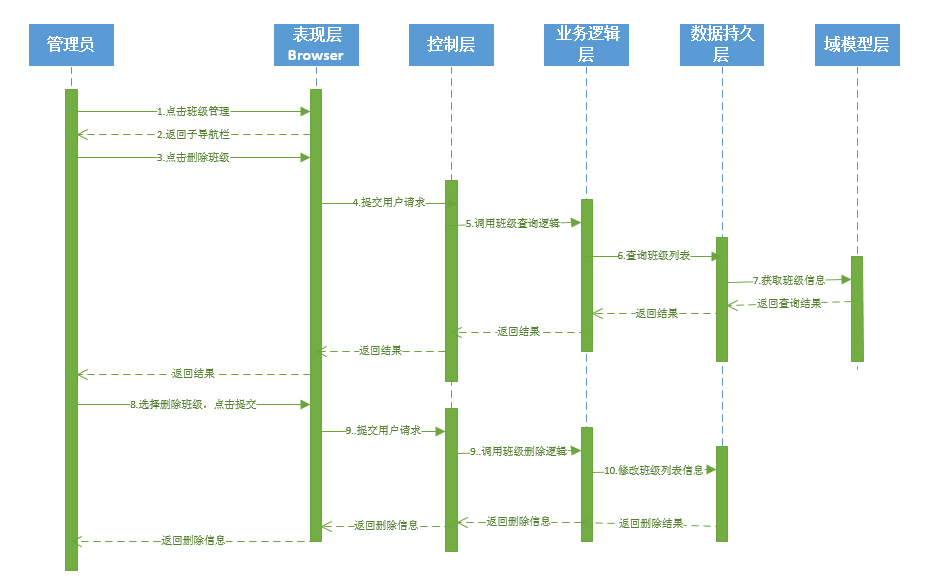 管理员
表现层
Browser
控制层
业务逻辑
层
数据持久
层
域模型层
1.点击班级管理
2.返回子导航栏
3.点击删除班级
4.提交用户请求
5.调用班级查询逻辑
6.查询班级列表
7.获取班级信息
返回查询结果
返回结果
返回结果
返回结果
返回结果
8.选择删除班级，点击提交
9..提交用户请求
9..调用班级删除逻辑
10.修改班级列表信息
返回删除结果
返回删除信息
返回删除信息
返回删除信息